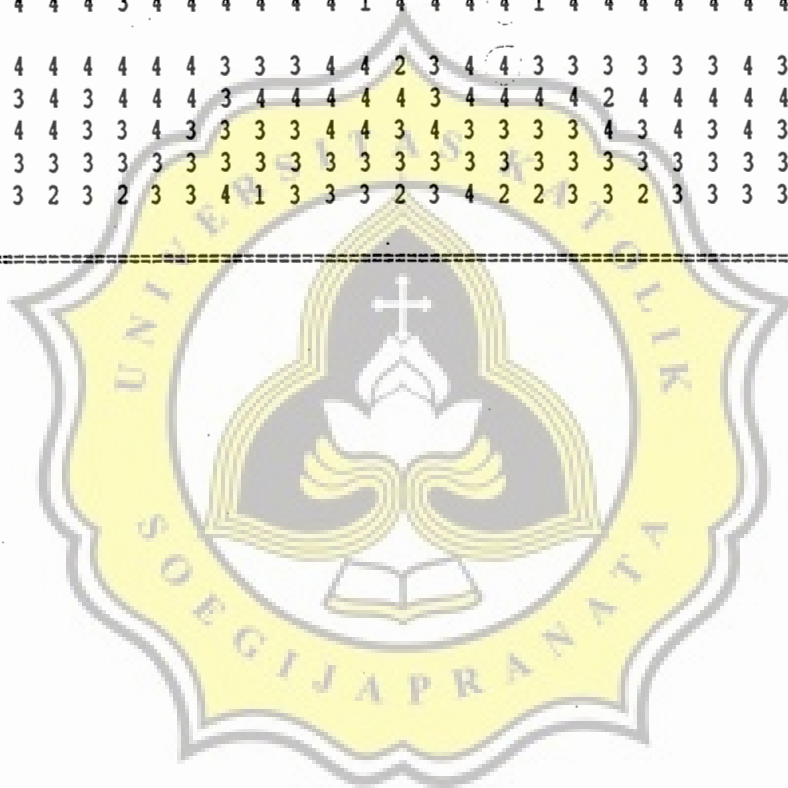 4 4 4 3 4 4 4 4 4 4 1 4 4 4 4 1 4 4 4 4 4 4 4
4 4 4 4 4 4 3 3 3 4 4 2 3 4 4 3 3 3 3 3 3 4 3
3 4 3 4 4 4 3 4 4 4 4 4 3 4 4 4 4 2 4 4 4 4 4
4 4 3 3 4 3 3 3 3 4 4 3 4 3 3 3 3 4 3 4 3 4 3
3 3 3 3 3 3 3 3 3 3 3 3 3 3 3 3 3 3 3 3 3 3 3
3 2 3 2 3 3 4 1 3 3 3 2 3 4 2 2 3 3 2 3 3 3 3
UNIVERSITAS KATOLIK
SOEGIJAPRANATA